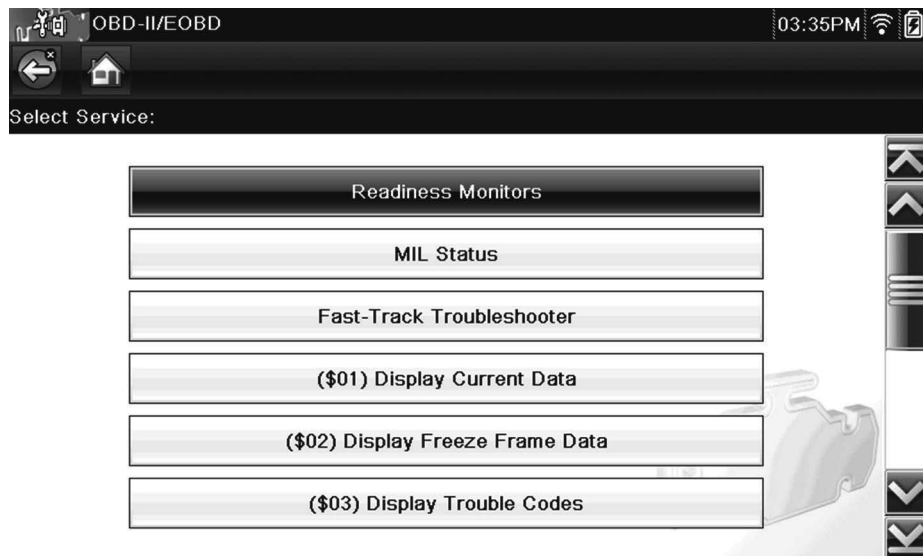 OBD-II/EOBD
03:35PM
Select Service:
Readiness Monitors
MIL Status
Fast-Track Troubleshooter
($01) Display Current Data
($02) Display Freeze Frame Data
($03) Display Trouble Codes